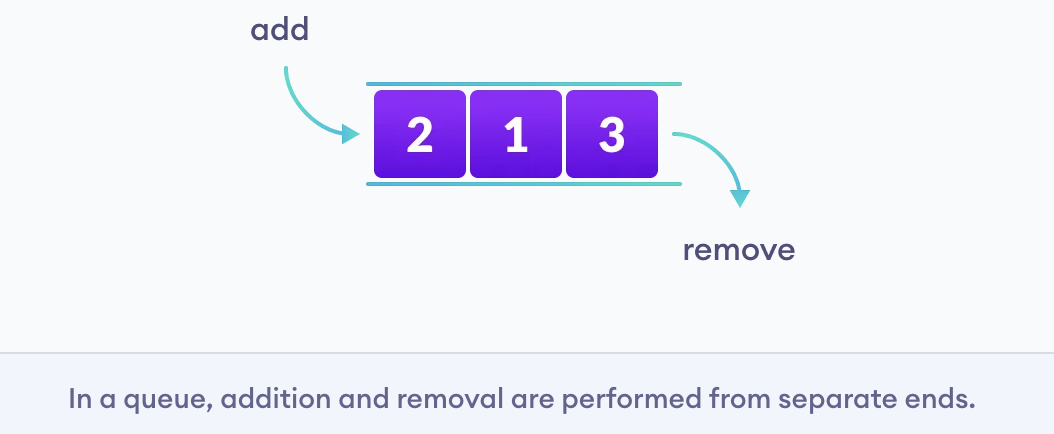 add
2 1 3
remove
In a queue, addition and removal are performed from separate ends.